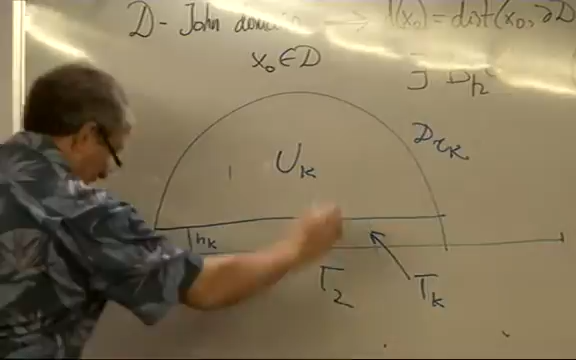 D - John domain ⟹ d(x₀) = dist(x₀, ∂D
x₀ ∈ D
∃ D
D_{r_K}
U_K
h_K
T_2
T_K